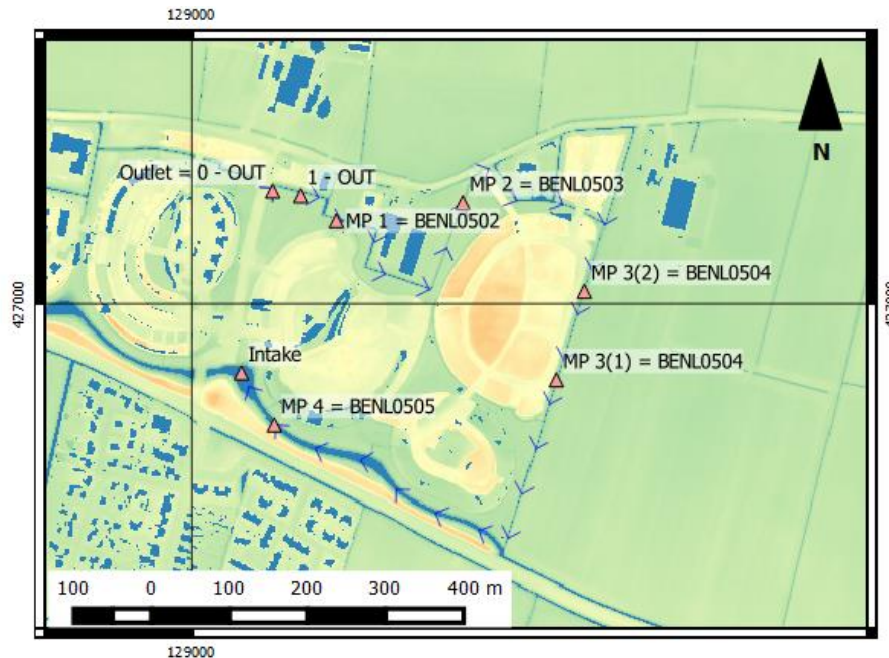 129000
N
Outlet = 0 - OUT
1 - OUT
MP 2 = BENL0503
MP 1 = BENL0502
MP 3(2) = BENL0504
427000
427000
Intake
MP 3(1) = BENL0504
MP 4 = BENL0505
100 0 100 200 300 400 m
129000